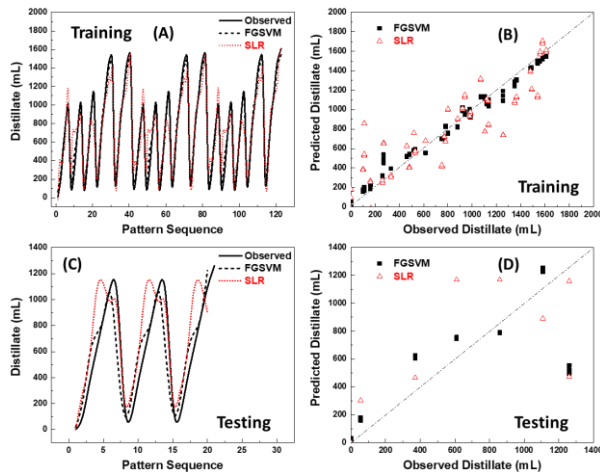 Training
(A)
Observed
FGSVM
SLR
Distillate (mL)
2000
1800
1600
1400
1200
1000
800
600
400
200
0
0 20 40 60 80 100 120
Pattern Sequence
(B)
FGSVM
SLR
Predicted Distillate (mL)
2000
1800
1600
1400
1200
1000
800
600
400
200
0
Training
0 200 400 600 800 1000 1200 1400 1600 1800 2000
Observed Distillate (mL)
(C)
Observed
FGSVM
SLR
Distillate (mL)
1400
1200
1000
800
600
400
200
0
Testing
0 5 10 15 20 25 30
Pattern Sequence
(D)
FGSVM
SLR
Predicted Distillate (mL)
1400
1200
1000
800
600
400
200
0
Testing
0 200 400 600 800 1000 1200 1400
Observed Distillate (mL)